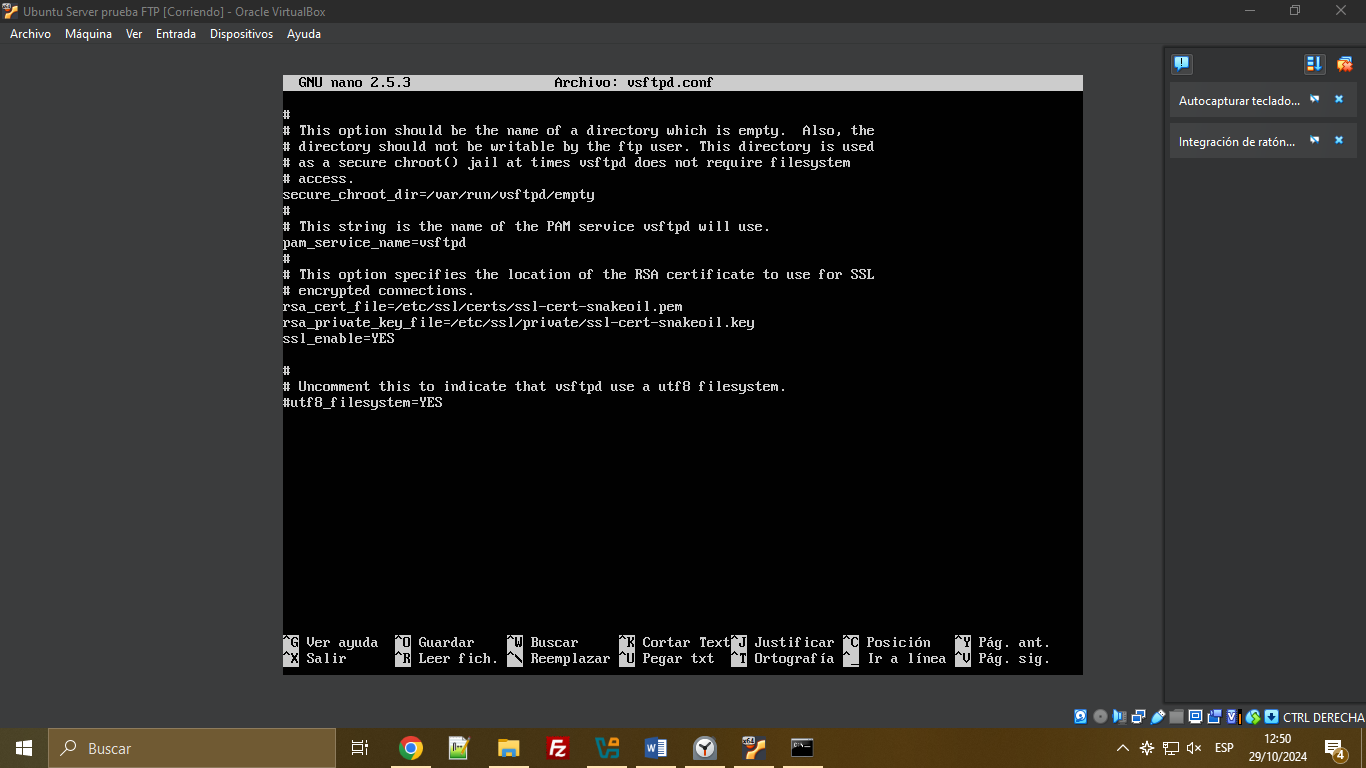 Ubuntu Server prueba FTP [Corriendo] - Oracle VirtualBox
Archivo Máquina Ver Entrada Dispositivos Ayuda
GNU nano 2.5.3 Archivo: vsftpd.conf
#
# This option should be the name of a directory which is empty.  Also, the
# directory should not be writable by the ftp user. This directory is used
# as a secure chroot() jail at times vsftpd does not require filesystem
# access.
secure_chroot_dir=/var/run/vsftpd/empty
#
# This string is the name of the PAM service vsftpd will use.
pam_service_name=vsftpd
#
# This option specifies the location of the RSA certificate to use for SSL
# encrypted connections.
rsa_cert_file=/etc/ssl/certs/ssl-cert-snakeoil.pem
rsa_private_key_file=/etc/ssl/private/ssl-cert-snakeoil.key
ssl_enable=YES
#
# Uncomment this to indicate that vsftpd use a utf8 filesystem.
#utf8_filesystem=YES
^G Ver ayuda ^O Guardar ^W Buscar ^K Cortar Text ^J Justificar ^C Posición ^Y Pág. ant.
^X Salir ^R Leer fich. ^\ Reemplazar ^U Pegar txt ^T Ortografía ^_ Ir a línea ^V Pág. sig.
Autocapturar teclado...
Integración de ratón...
CTRL DERECHA
Buscar
ESP
12:50
29/10/2024
4